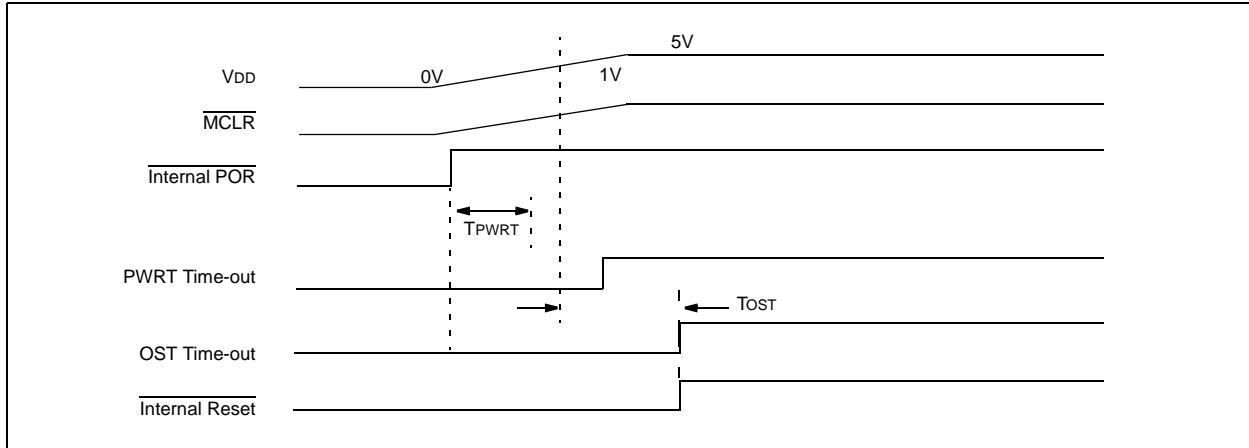 5V
VDD 0V 1V
MCLR
Internal POR
TPWRT
PWRT Time-out
TOST
OST Time-out
Internal Reset